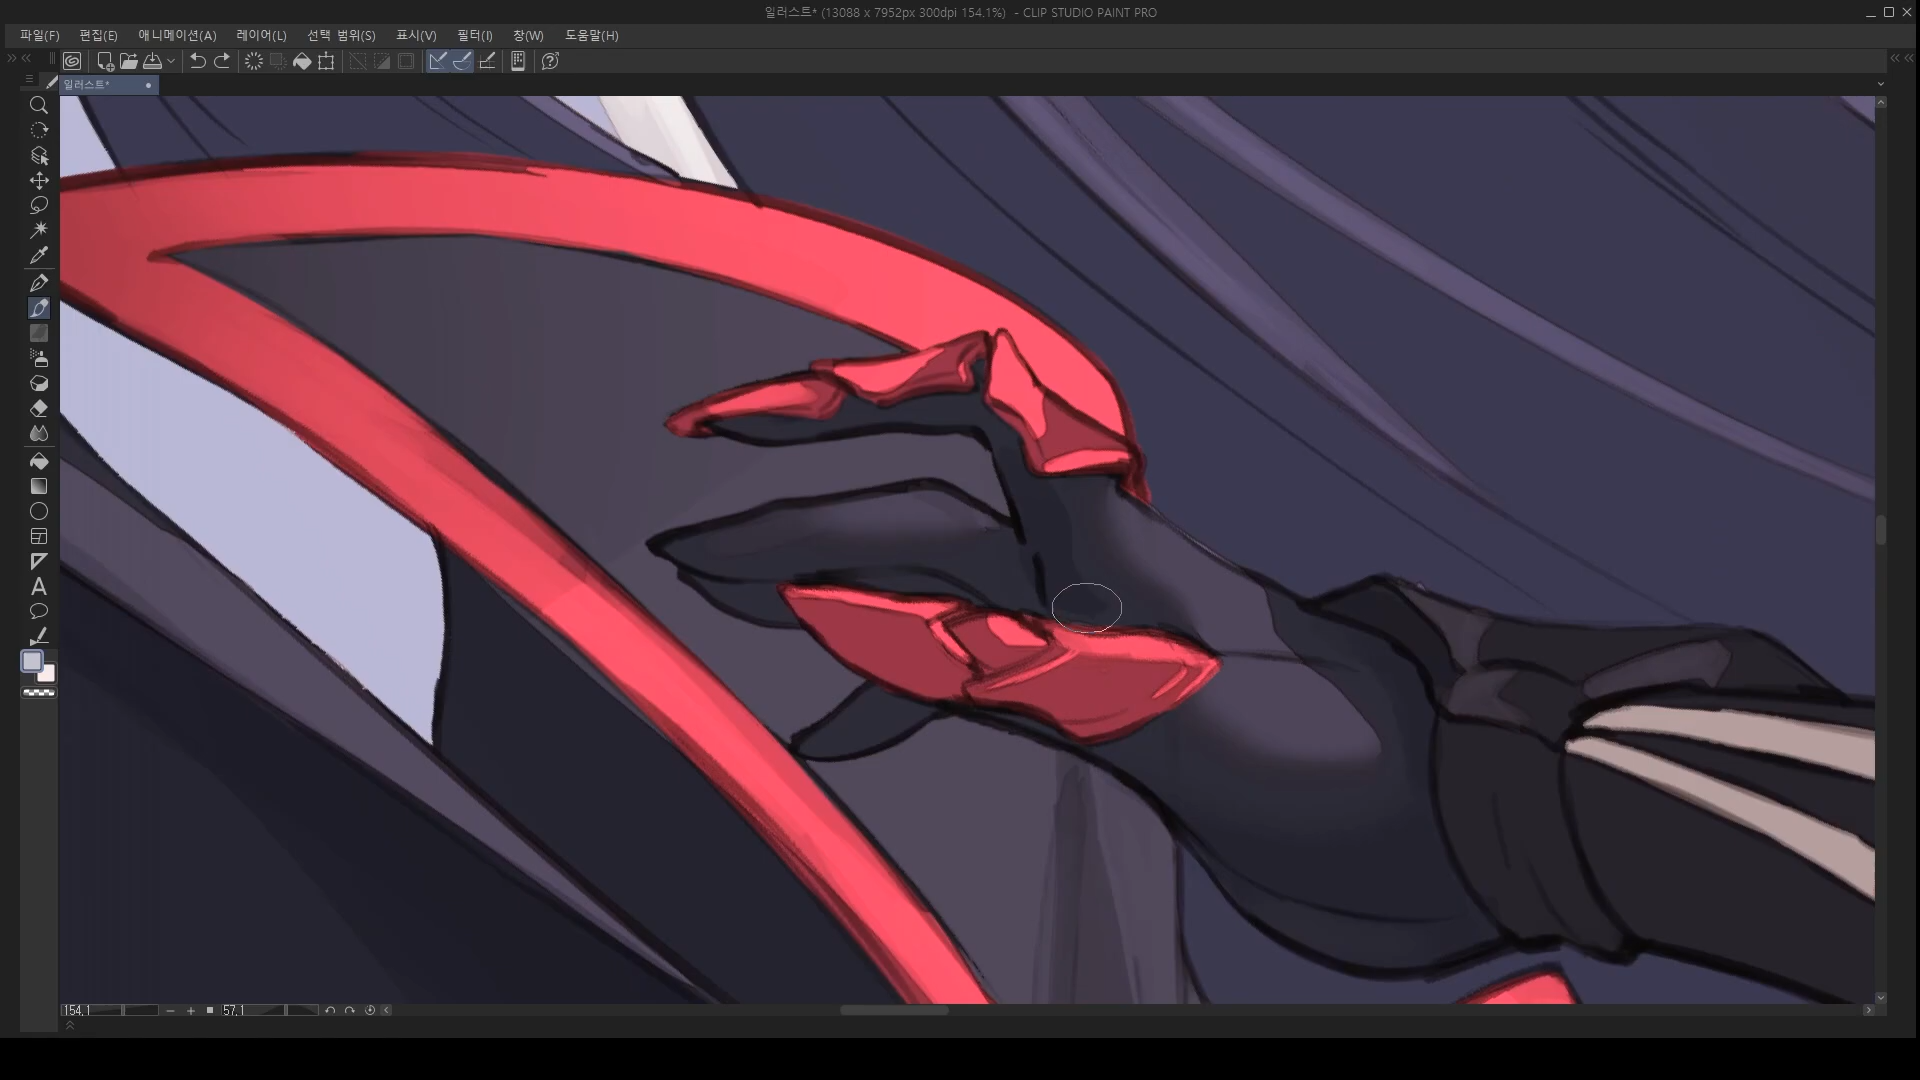 일러스트* (13088 x 7952px 300dpi 154.1%) - CLIP STUDIO PAINT PRO
파일(F) 편집(E) 애니메이션(A) 레이어(L) 선택 범위(S) 표시(V) 필터(I) 창(W) 도움말(H)
일러스트*
154.1 57.1